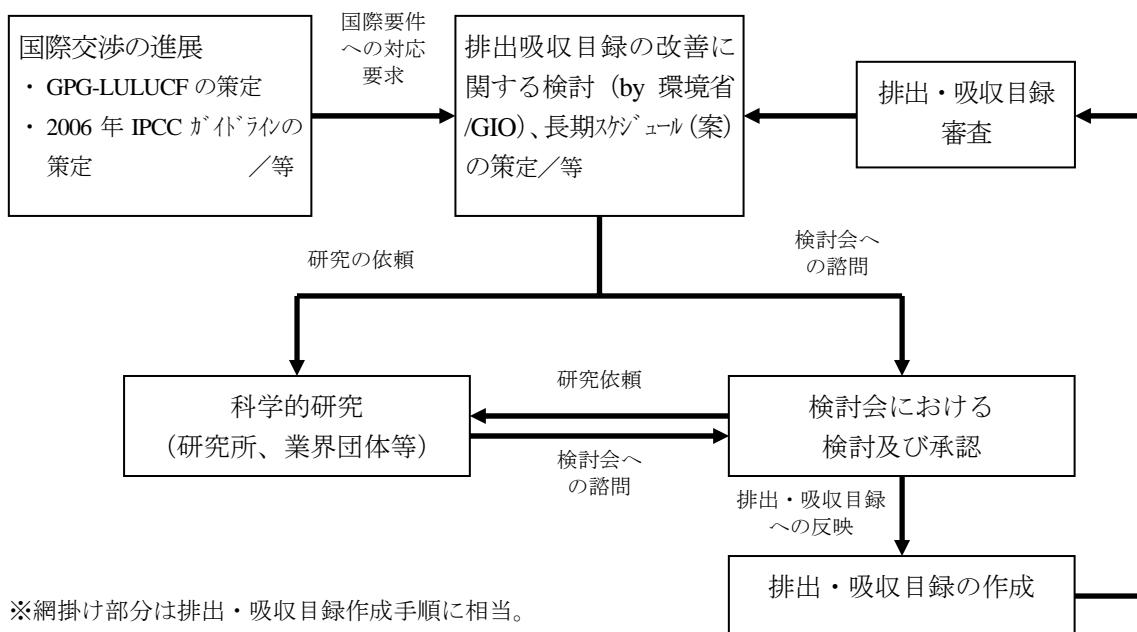 国際交渉の進展
・ GPG-LULUCF の策定
・ 2006 年 IPCC ガイドラインの
策定 ／等
国際要件
への対応
要求
排出吸収目録の改善に
関する検討（by 環境省
/GIO）、長期スケジュール（案）
の策定／等
排出・吸収目録
審査
研究の依頼
検討会へ
の諮問
科学的研究
（研究所、業界団体等）
研究依頼
検討会へ
の諮問
検討会における
検討及び承認
排出・吸収目録
への反映
排出・吸収目録の作成
※網掛け部分は排出・吸収目録作成手順に相当。